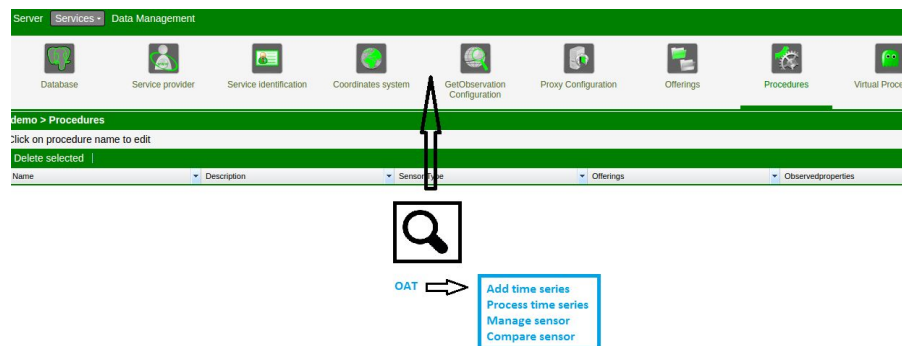 Server Services Data Management
Database Service provider Service identification Coordinates system GetObservation Configuration Proxy Configuration Offerings Procedures Virtual Proce
demo > Procedures
Click on procedure name to edit
Delete selected |
Name Description Sensor Type Offerings Observedproperties
OAT
Add time series
Process time series
Manage sensor
Compare sensor